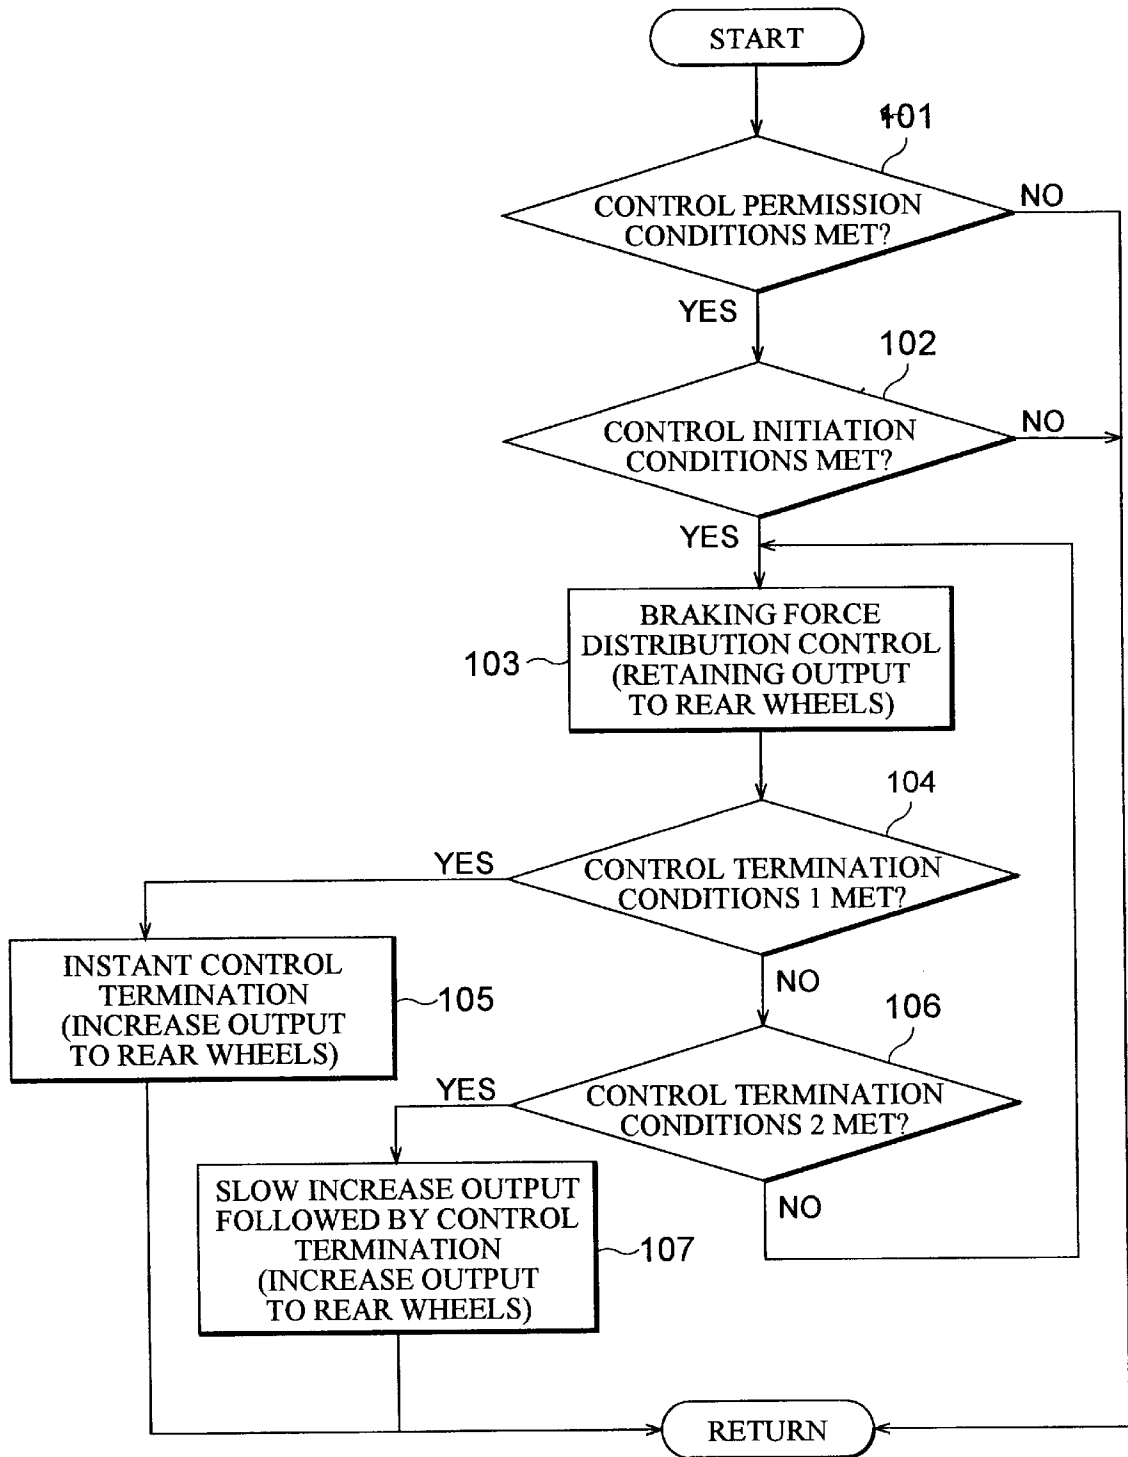 START
101
CONTROL PERMISSION
CONDITIONS MET?
NO
YES
102
CONTROL INITIATION
CONDITIONS MET?
NO
YES
BRAKING FORCE
DISTRIBUTION CONTROL
(RETAINING OUTPUT
TO REAR WHEELS)
103
104
CONTROL TERMINATION
CONDITIONS 1 MET?
YES
NO
INSTANT CONTROL
TERMINATION
(INCREASE OUTPUT
TO REAR WHEELS)
105
106
CONTROL TERMINATION
CONDITIONS 2 MET?
YES
NO
SLOW INCREASE OUTPUT
FOLLOWED BY CONTROL
TERMINATION
(INCREASE OUTPUT
TO REAR WHEELS)
107
RETURN